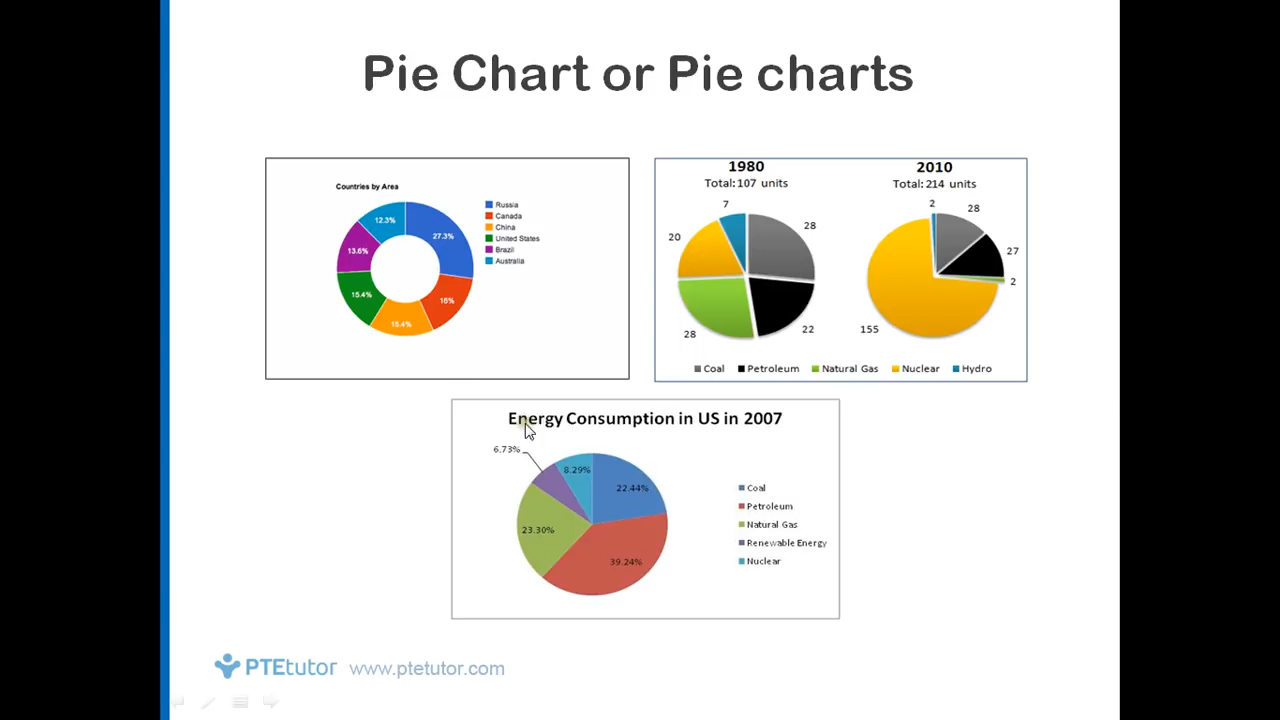 Pie Chart or Pie charts
Countries by Area
27.3%
16%
15.4%
15.4%
13.6%
12.3%
Russia
Canada
China
United States
Brazil
Australia
1980
Total: 107 units
7
28
20
28
22
2010
Total: 214 units
2
28
27
2
155
Coal Petroleum Natural Gas Nuclear Hydro
Energy Consumption in US in 2007
6.73%
8.29%
22.44%
23.30%
39.24%
Coal
Petroleum
Natural Gas
Renewable Energy
Nuclear
PTEtutor www.ptetutor.com